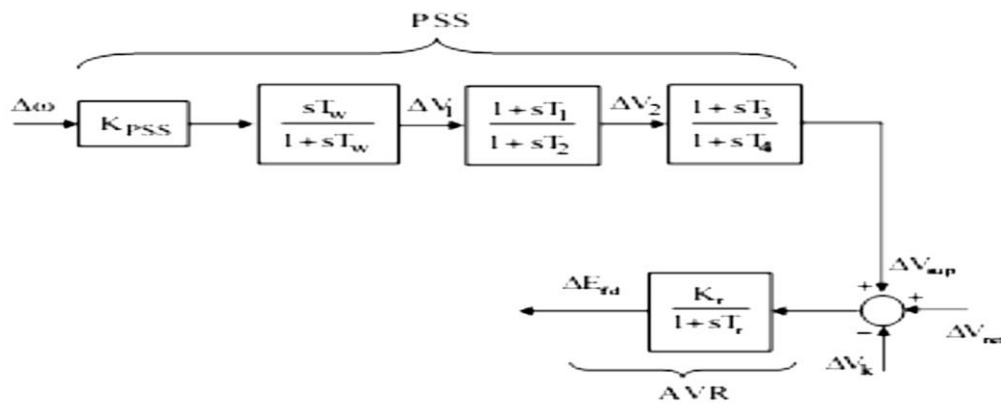 PSS
Δω
K_PSS
sT_w
1 + sT_w
ΔV_1
1 + sT_1
1 + sT_2
ΔV_2
1 + sT_3
1 + sT_4
ΔV_sup
+
+
−
ΔE_fd
K_r
1 + sT_r
ΔV_k
AVR